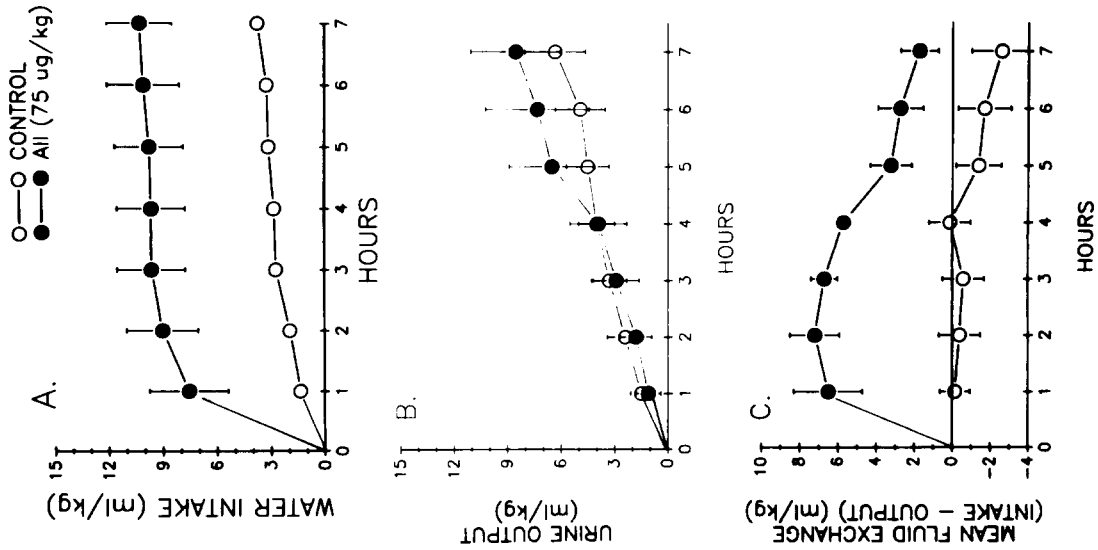 CONTROL
AII (75 ug/kg)
A.
WATER INTAKE (ml/kg)
15
12
9
6
3
0
0 1 2 3 4 5 6 7
HOURS
B.
URINE OUTPUT
(ml/kg)
15
12
9
6
3
0
0 1 2 3 4 5 6 7
HOURS
C.
MEAN FLUID EXCHANGE
(INTAKE – OUTPUT) (ml/kg)
10
8
6
4
2
0
-2
-4
0 1 2 3 4 5 6 7
HOURS